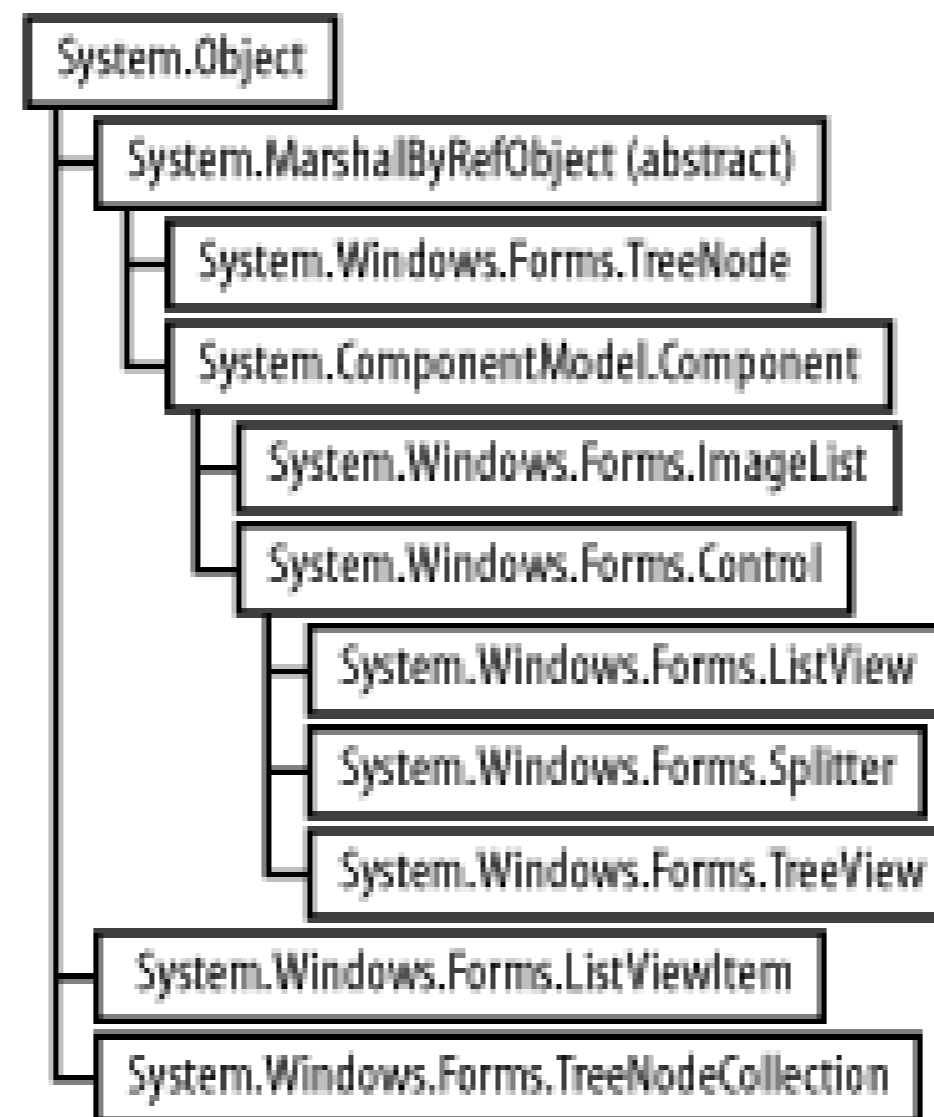 System.Object
System.MarshalByRefObject (abstract)
System.Windows.Forms.TreeNode
System.ComponentModel.Component
System.Windows.Forms.ImageList
System.Windows.Forms.Control
System.Windows.Forms.ListView
System.Windows.Forms.Splitter
System.Windows.Forms.TreeView
System.Windows.Forms.ListViewItem
System.Windows.Forms.TreeNodeCollection